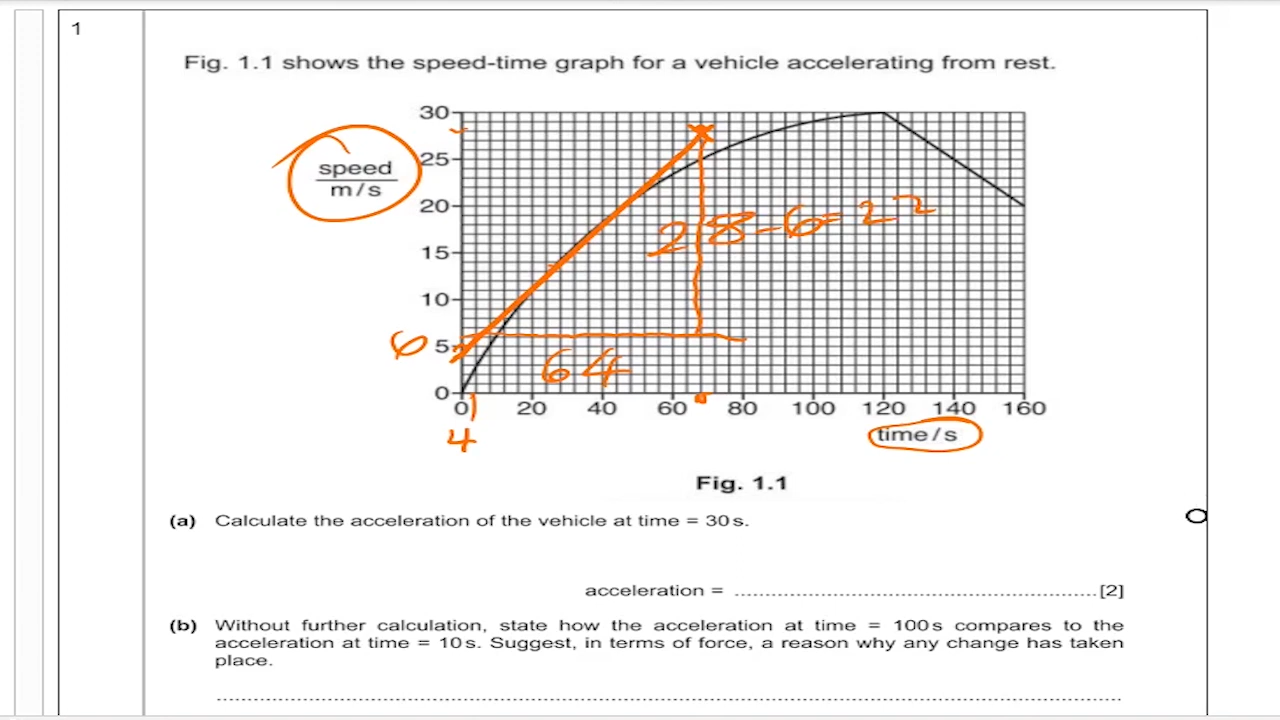 1
Fig. 1.1 shows the speed-time graph for a vehicle accelerating from rest.
30
25
20
15
10
5
0
speed
m / s
28 - 6 = 22
6
64
0 20 40 60 80 100 120 140 160
4
time / s
Fig. 1.1
(a) Calculate the acceleration of the vehicle at time = 30 s.
acceleration = ........................................................ [2]
(b) Without further calculation, state how the acceleration at time = 100 s compares to the
acceleration at time = 10 s. Suggest, in terms of force, a reason why any change has taken
place.